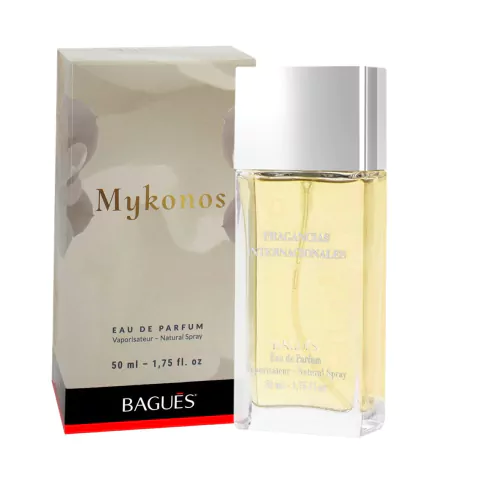 Mykonos
EAU DE PARFUM
Vaporisateur – Natural Spray
50 ml – 1,75 fl. oz
BAGUĒS
FRAGANCIAS
INTERNACIONALES
Eau de Parfum
Vaporisateur – Natural Spray
50 ml – 1,75 fl. oz